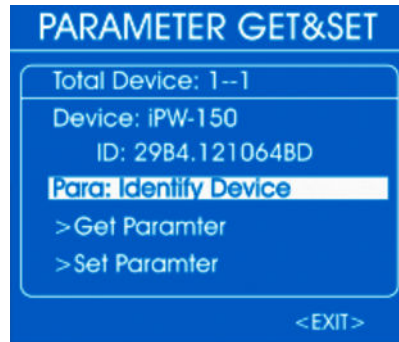 PARAMETER GET&SET
Total Device: 1--1
Device: iPW-150
ID: 29B4.121064BD
Para: Identify Device
>Get Paramter
>Set Paramter
<EXIT>